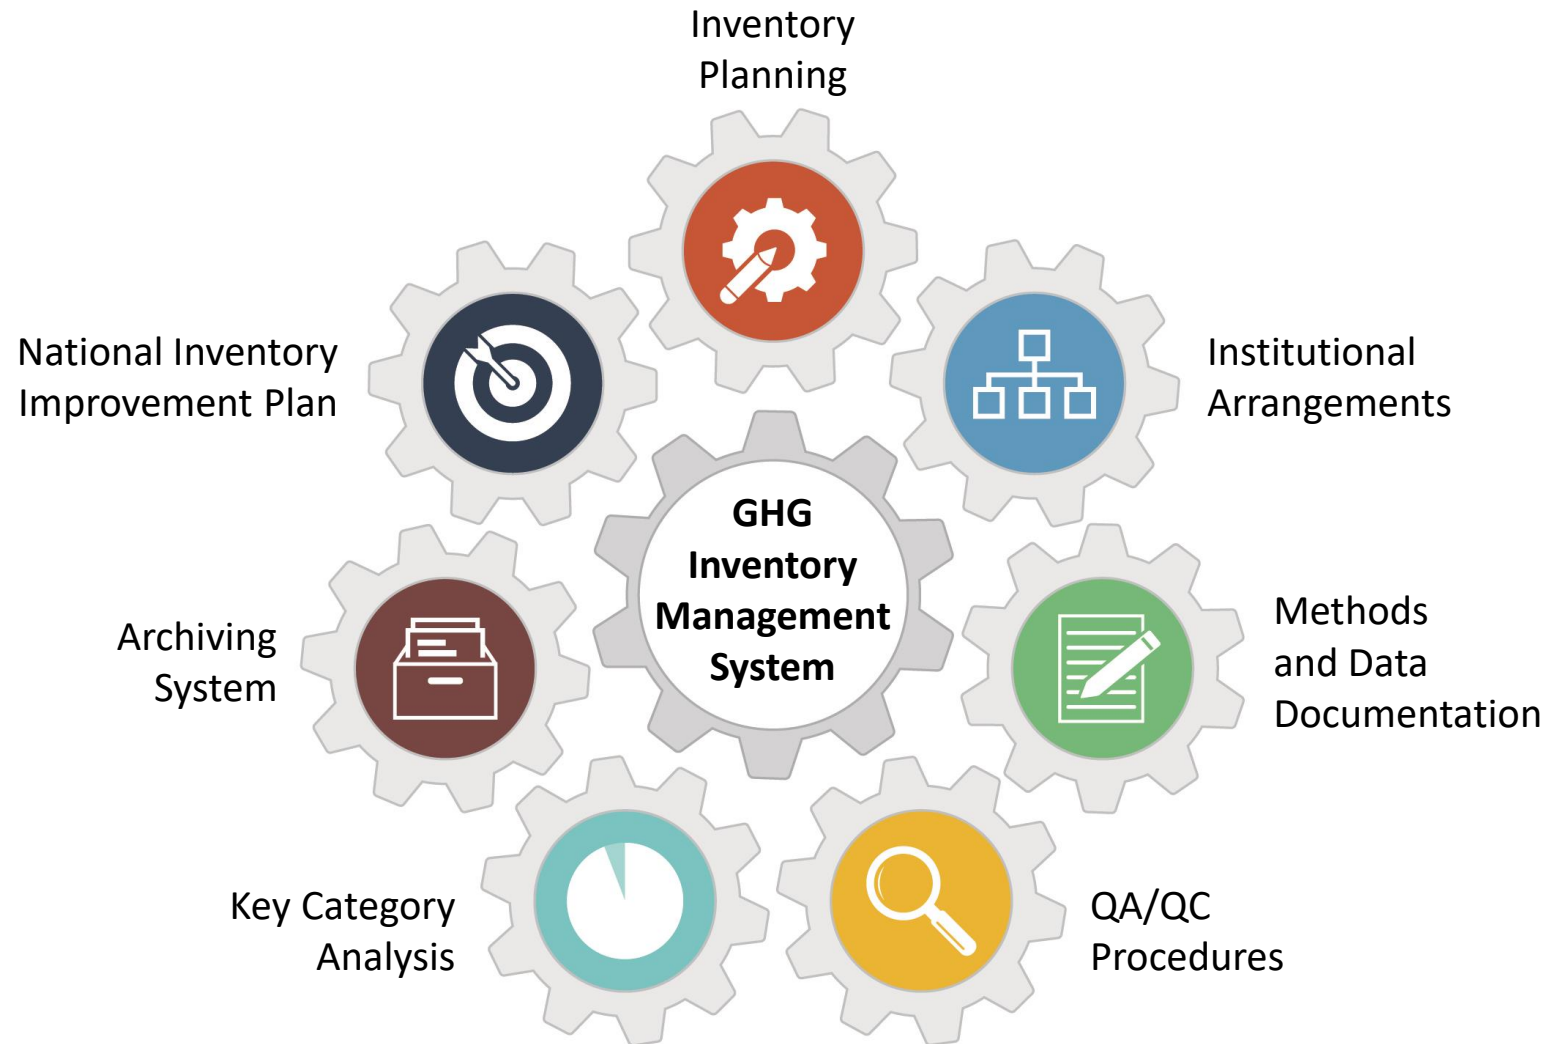 Inventory
Planning
National Inventory
Improvement Plan
Institutional
Arrangements
GHG
Inventory
Management
System
Archiving
System
Methods
and Data
Documentation
Key Category
Analysis
QA/QC
Procedures